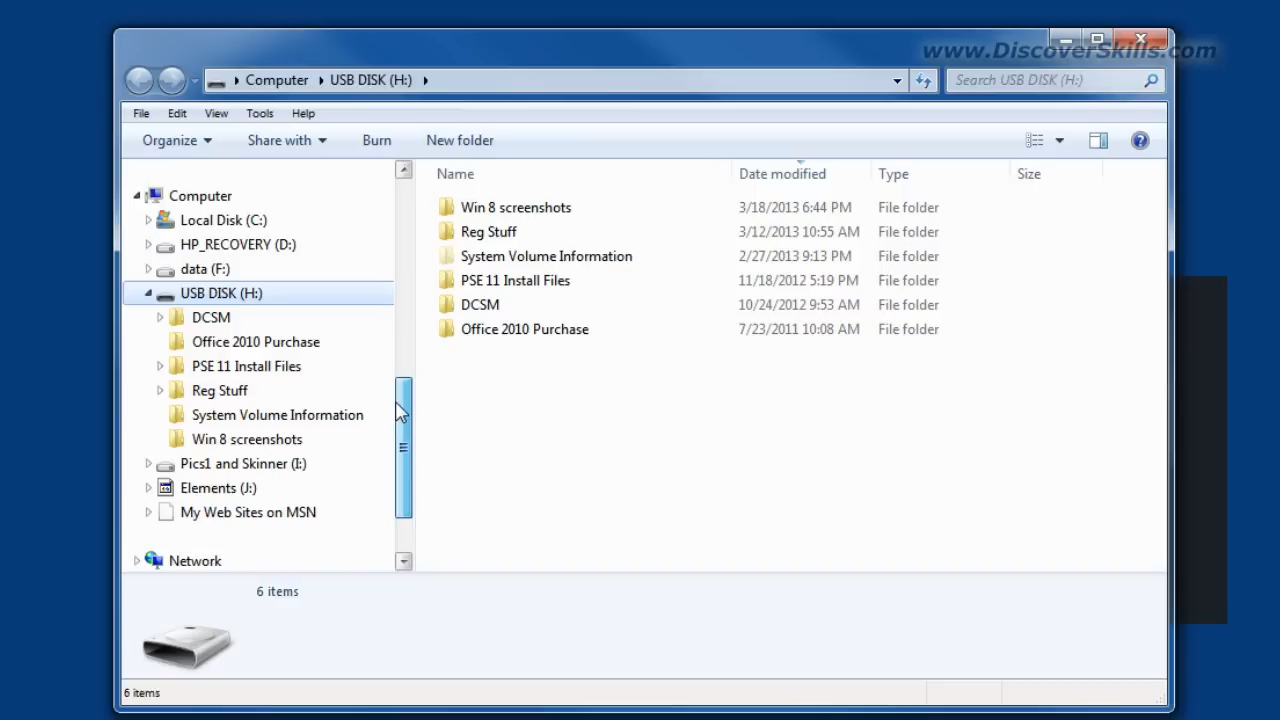 www.DiscoverSkills.com
Computer USB DISK (H:)
Search USB DISK (H:)
File Edit View Tools Help
Organize Share with Burn New folder
Name Date modified Type Size
Computer
Local Disk (C:)
HP_RECOVERY (D:)
data (F:)
USB DISK (H:)
DCSM
Office 2010 Purchase
PSE 11 Install Files
Reg Stuff
System Volume Information
Win 8 screenshots
Pics1 and Skinner (I:)
Elements (J:)
My Web Sites on MSN
Network
Win 8 screenshots 3/18/2013 6:44 PM File folder
Reg Stuff 3/12/2013 10:55 AM File folder
System Volume Information 2/27/2013 9:13 PM File folder
PSE 11 Install Files 11/18/2012 5:19 PM File folder
DCSM 10/24/2012 9:53 AM File folder
Office 2010 Purchase 7/23/2011 10:08 AM File folder
6 items
6 items